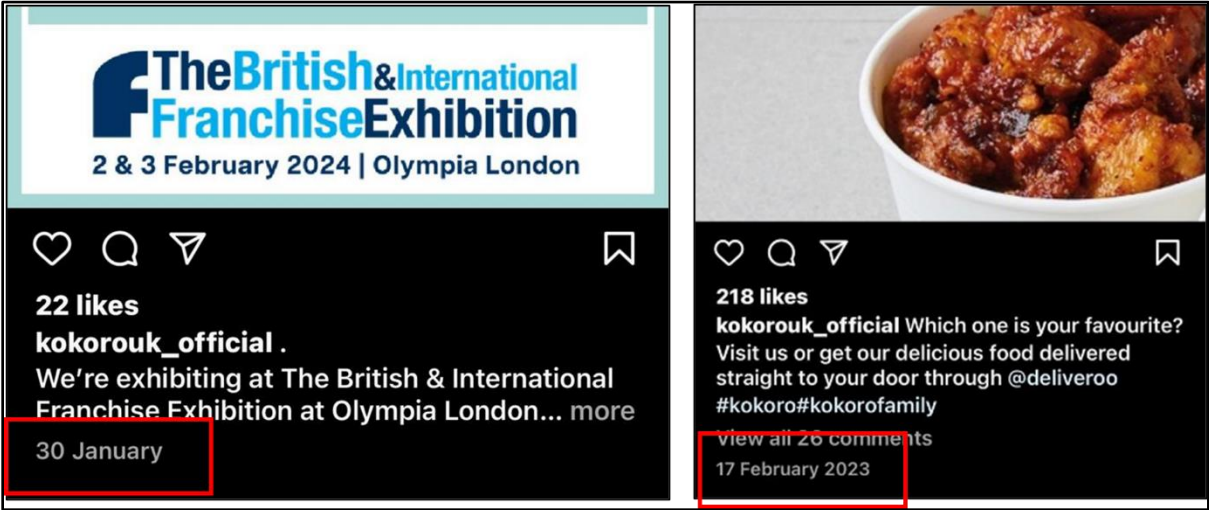 TheBritish&International
FranchiseExhibition
2 & 3 February 2024 | Olympia London
22 likes
kokorouk_official .
We're exhibiting at The British & International
Franchise Exhibition at Olympia London... more
30 January
218 likes
kokorouk_official Which one is your favourite?
Visit us or get our delicious food delivered
straight to your door through @deliveroo
#kokoro#kokorofamily
View all 26 comments
17 February 2023